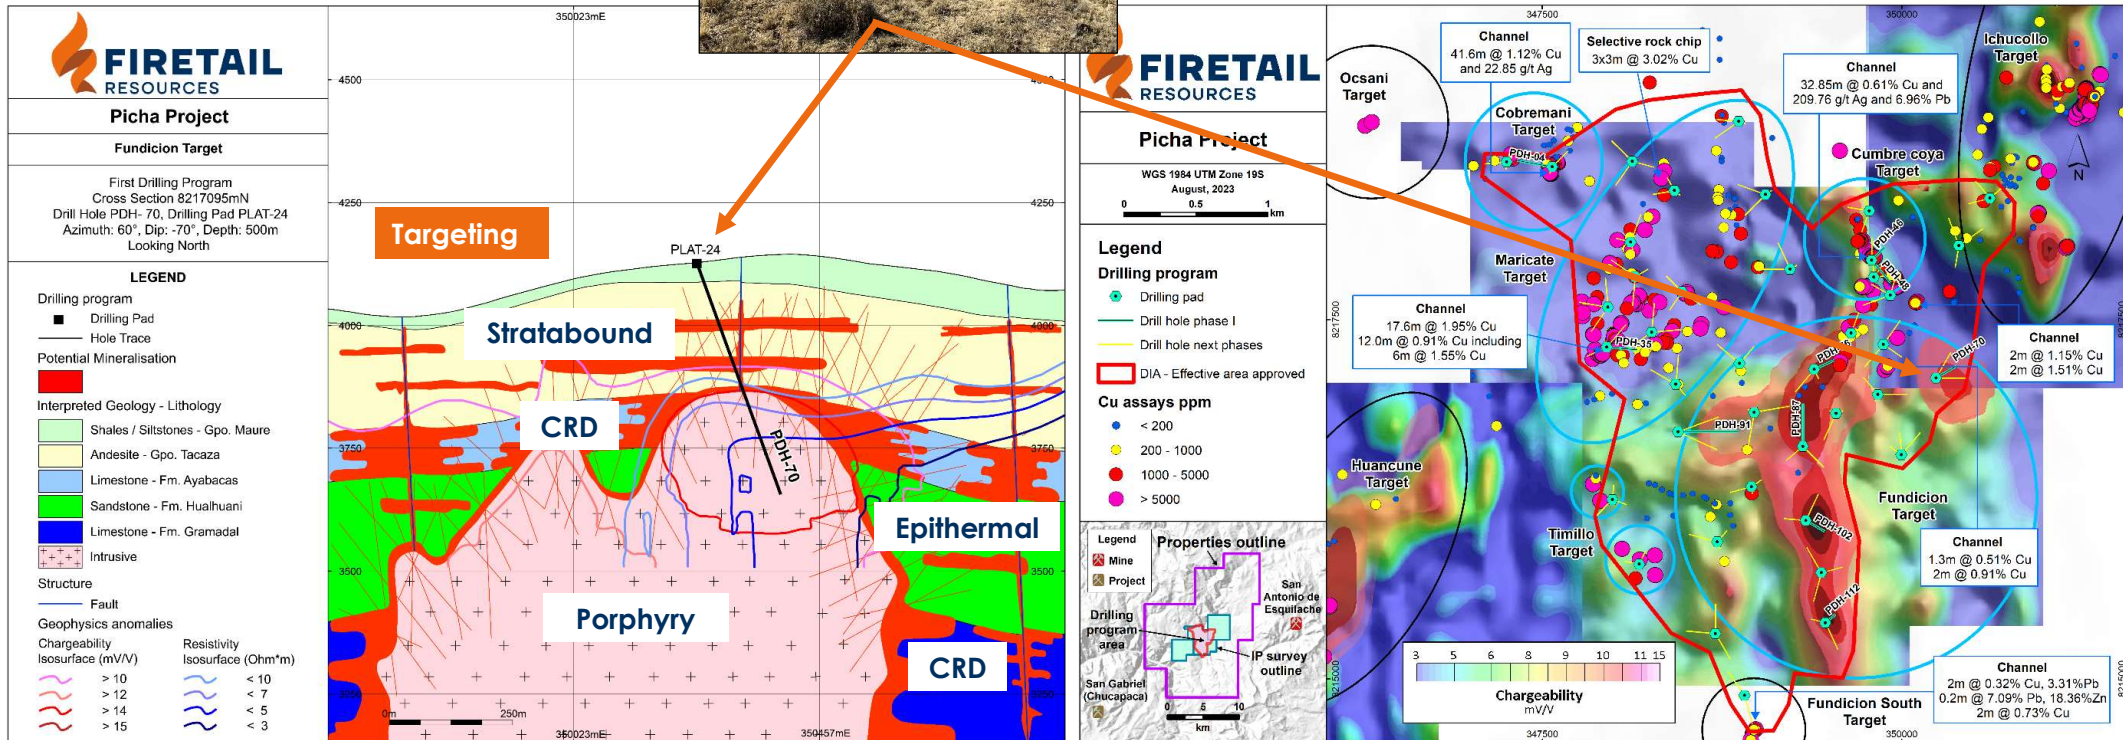 FIRETAIL
RESOURCES
Picha Project
Fundicion Target
First Drilling Program
Cross Section 8217095mN
Drill Hole PDH- 70, Drilling Pad PLAT-24
Azimuth: 60°, Dip: -70°, Depth: 500m
Looking North
LEGEND
Drilling program
Drilling Pad
Hole Trace
Potential Mineralisation
Interpreted Geology - Lithology
Shales / Siltstones - Gpo. Maure
Andesite - Gpo. Tacaza
Limestone - Fm. Ayabacas
Sandstone - Fm. Hualhuani
Limestone - Fm. Gramadal
Intrusive
Structure
Fault
Geophysics anomalies
Chargeability Isosurface (mV/V)
> 10
> 12
> 14
> 15
Resistivity Isosurface (Ohm*m)
< 10
< 7
< 5
< 3
350023mE
4500
4500
4250
4250
4000
4000
3750
3750
3500
3500
3250
3250
Targeting
PLAT-24
Stratabound
CRD
PDH-70
Epithermal
Porphyry
CRD
0m 250m
350023mE
350457mE
FIRETAIL
RESOURCES
Picha Project
WGS 1984 UTM Zone 19S
August, 2023
0 0.5 1
km
Legend
Drilling program
Drilling pad
Drill hole phase I
Drill hole next phases
DIA - Effective area approved
Cu assays ppm
< 200
200 - 1000
1000 - 5000
> 5000
Legend
Mine
Project
Properties outline
San Antonio de Esquilache
Drilling program area
IP survey outline
San Gabriel (Chucapaca)
0 5 10
km
347500
350000
Channel
41.6m @ 1.12% Cu
and 22.85 g/t Ag
Selective rock chip
3x3m @ 3.02% Cu
Channel
32.85m @ 0.61% Cu and
209.76 g/t Ag and 6.96% Pb
Ichucollo
Target
Ocsani
Target
Cobremani
Target
PDH-04
Cumbre coya
Target
N
PDH-46
PDH-48
Maricate
Target
Channel
17.6m @ 1.95% Cu
12.0m @ 0.91% Cu including
6m @ 1.55% Cu
PDH-35
8217500
8217500
Channel
2m @ 1.15% Cu
2m @ 1.51% Cu
PDH-70
PDH-87
PDH-91
Huancune
Target
Fundicion
Target
PDH-102
Timillo
Target
Channel
1.3m @ 0.51% Cu
2m @ 0.91% Cu
PDH-112
3 5 6 8 9 10 11 15
Chargeability
mV/V
Fundicion South
Target
Channel
2m @ 0.32% Cu, 3.31%Pb
0.2m @ 7.09% Pb, 18.36%Zn
2m @ 0.73% Cu
8215000
8215000
347500
350000